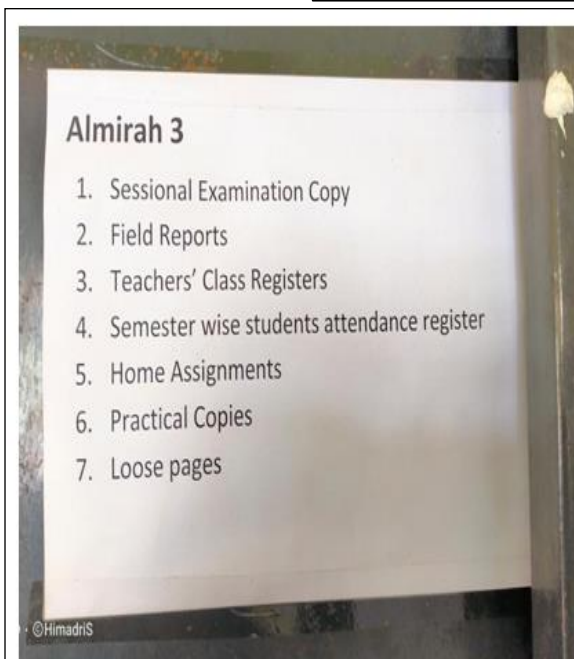 Almirah 3
1. Sessional Examination Copy
2. Field Reports
3. Teachers’ Class Registers
4. Semester wise students attendance register
5. Home Assignments
6. Practical Copies
7. Loose pages
©HimadriS